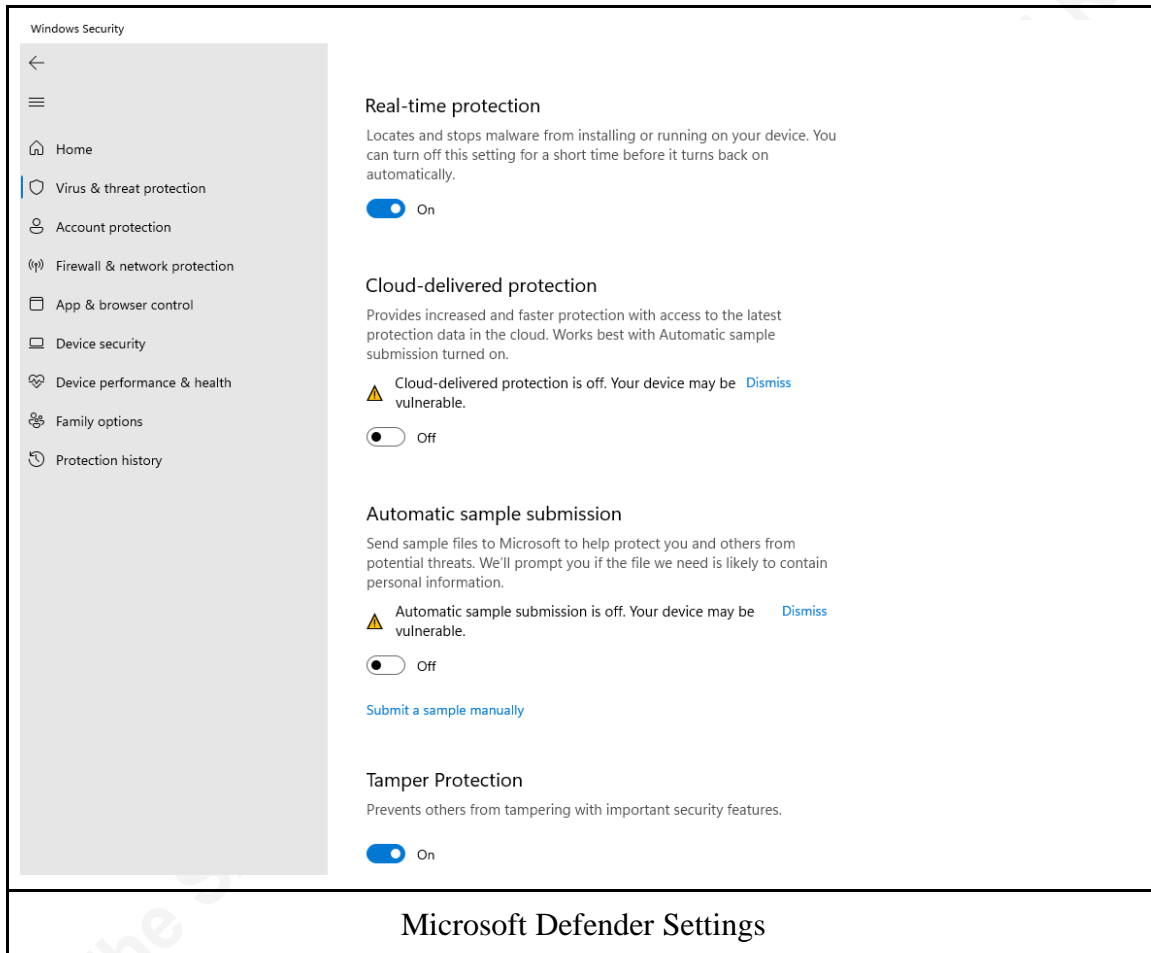 Windows Security
Home
Virus & threat protection
Account protection
Firewall & network protection
App & browser control
Device security
Device performance & health
Family options
Protection history
Real-time protection
Locates and stops malware from installing or running on your device. You
can turn off this setting for a short time before it turns back on
automatically.
On
Cloud-delivered protection
Provides increased and faster protection with access to the latest
protection data in the cloud. Works best with Automatic sample
submission turned on.
Cloud-delivered protection is off. Your device may be Dismiss
vulnerable.
Off
Automatic sample submission
Send sample files to Microsoft to help protect you and others from
potential threats. We'll prompt you if the file we need is likely to contain
personal information.
Automatic sample submission is off. Your device may be Dismiss
vulnerable.
Off
Submit a sample manually
Tamper Protection
Prevents others from tampering with important security features.
On
Microsoft Defender Settings